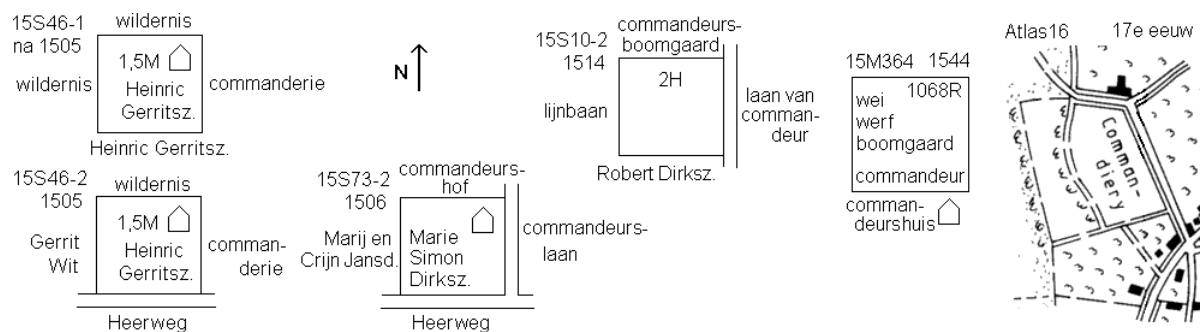 15S46-1
na 1505
wildernis
1,5M
wildernis
Heinric
Gerritsz.
commanderie
Heinric Gerritsz.
15S46-2
1505
wildernis
1,5M
Gerrit
Wit
Heinric
Gerritsz.
comman-
derie
Heerweg
N
15S73-2
1506
commandeurs-
hof
Marij en
Crijn Jansd.
Marie
Simon
Dirksz.
commandeurs-
laan
Heerweg
15S10-2
1514
commandeurs-
boomgaard
2H
lijnbaan
laan van
comman-
deur
Robert Dirksz.
15M364 1544
1068R
wei
werf
boomgaard
commandeur
comman-
deurshuis
Atlas16 17e eeuw
Comman-
diery